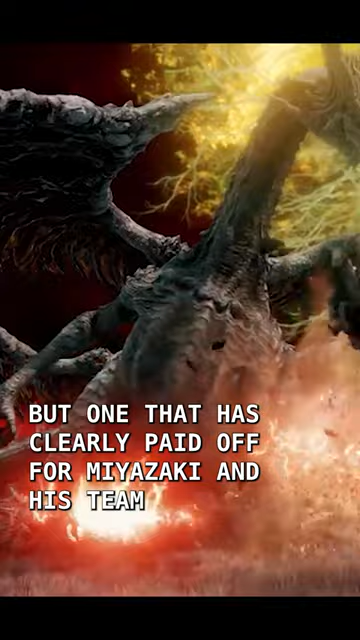 BUT ONE THAT HAS
CLEARLY PAID OFF
FOR MIYAZAKI AND
HIS TEAM